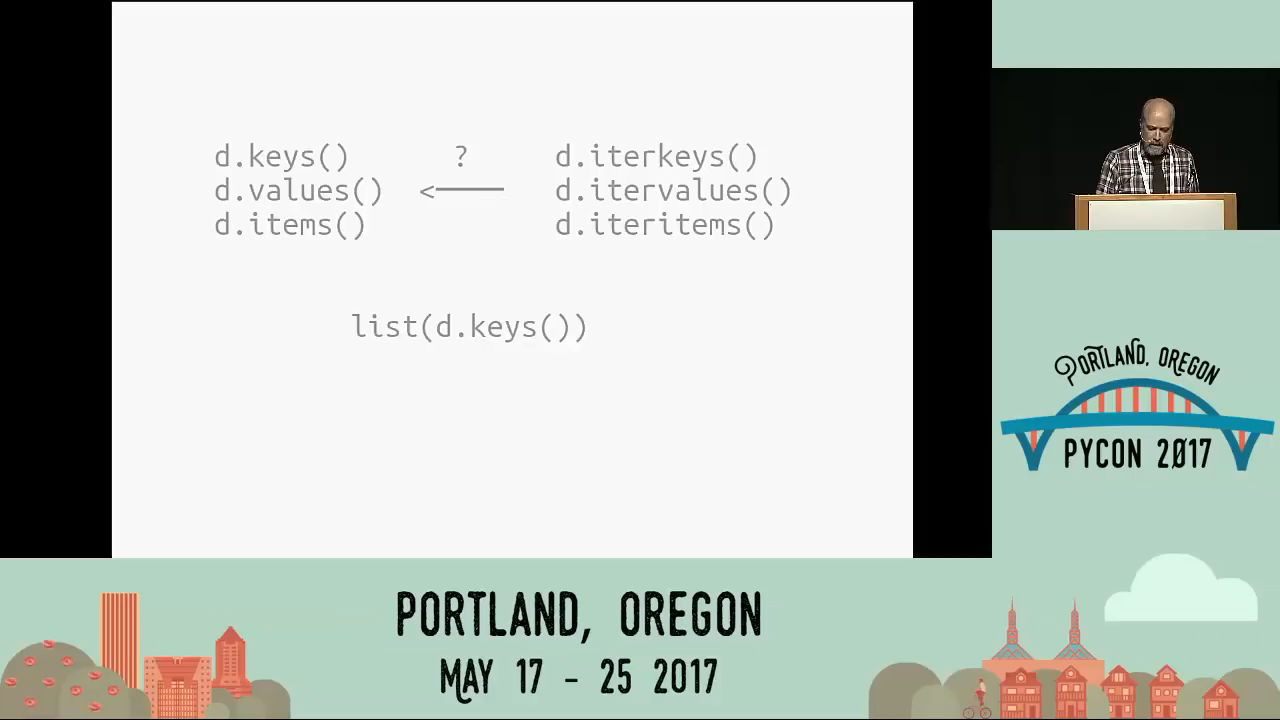 d.keys() ? d.iterkeys()
d.values() <—— d.itervalues()
d.items() d.iteritems()
list(d.keys())
PORTLAND, OREGON
PYCON 2017
PORTLAND, OREGON
MAY 17 - 25 2017